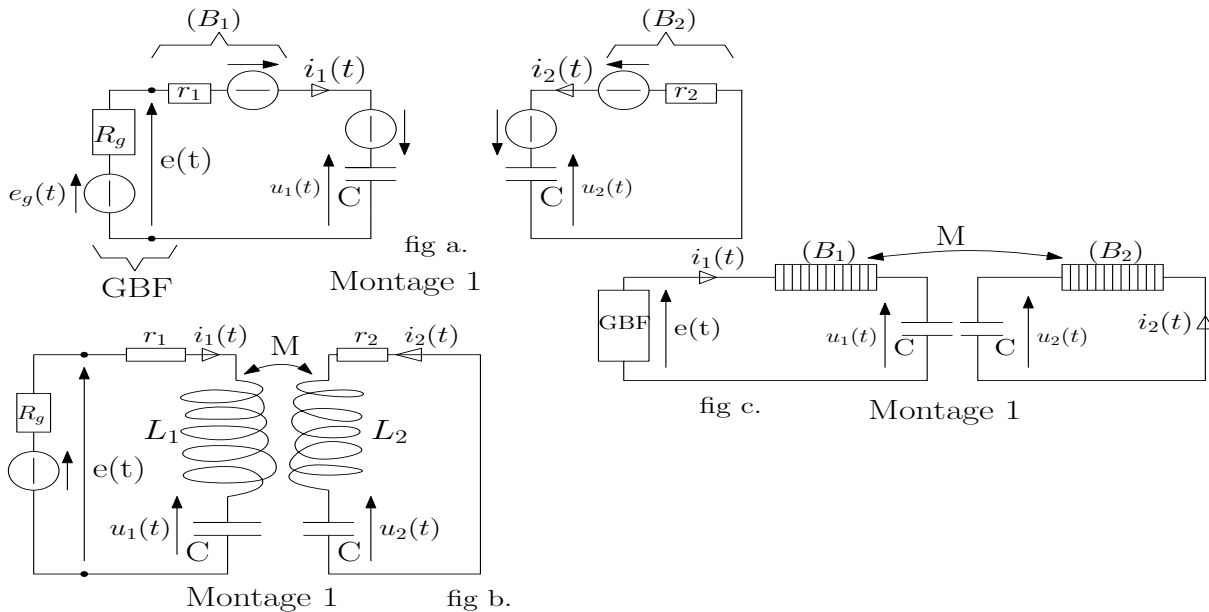 (B₁)
(B₂)
r₁
i₁(t)
i₂(t)
r₂
R_g
e(t)
e_g(t)
u₁(t)
C
C
u₂(t)
fig a.
GBF
Montage 1
M
i₁(t)
(B₁)
(B₂)
GBF
e(t)
u₁(t)
C
C
u₂(t)
i₂(t)
fig c.
Montage 1
r₁
i₁(t)
M
r₂
i₂(t)
R_g
L₁
L₂
e(t)
u₁(t)
C
C
u₂(t)
Montage 1
fig b.